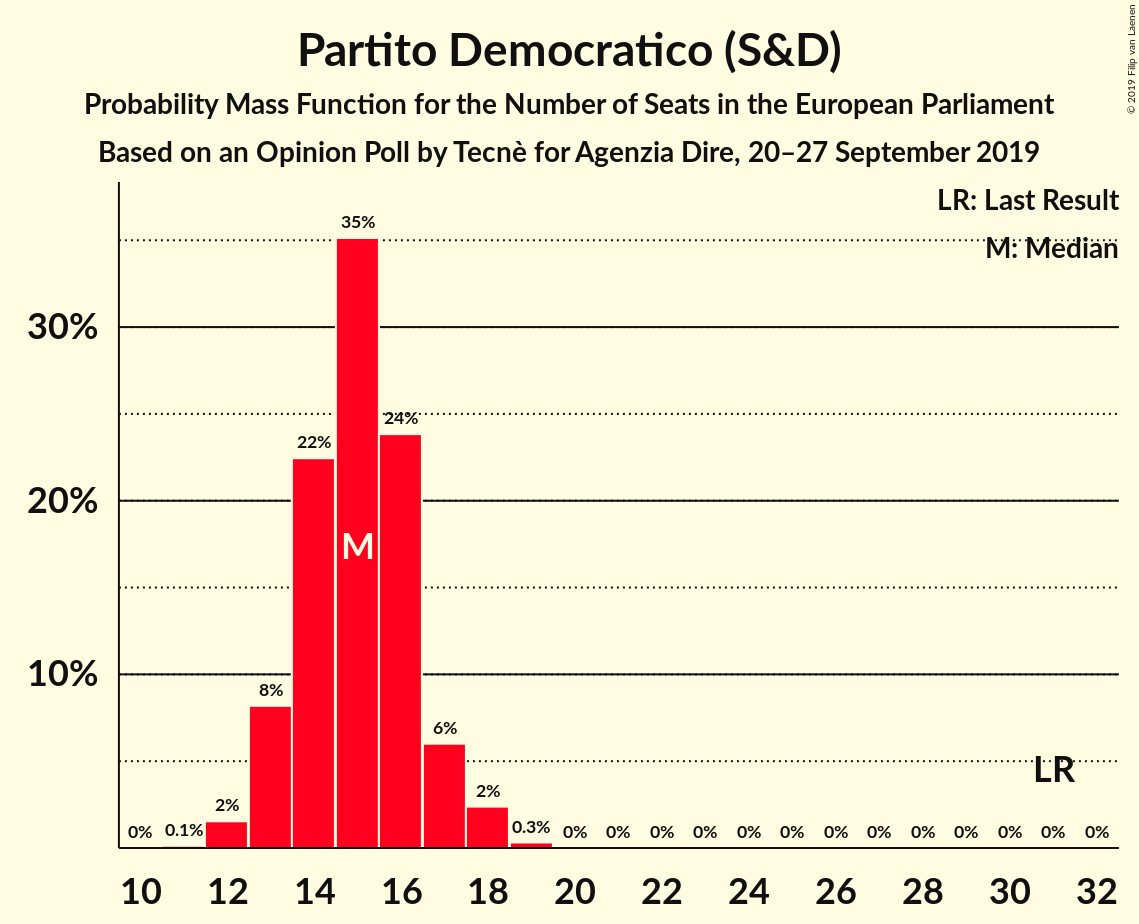 Partito Democratico (S&D)
Probability Mass Function for the Number of Seats in the European Parliament
Based on an Opinion Poll by Tecnè for Agenzia Dire, 20–27 September 2019
© 2019 Filip van Laenen
LR: Last Result
M: Median
35%
30%
24%
22%
20%
M
10%
8%
6%
LR
2%
2%
0% 0.1% 0.3% 0% 0% 0% 0% 0% 0% 0% 0% 0% 0% 0% 0% 0%
10 12 14 16 18 20 22 24 26 28 30 32